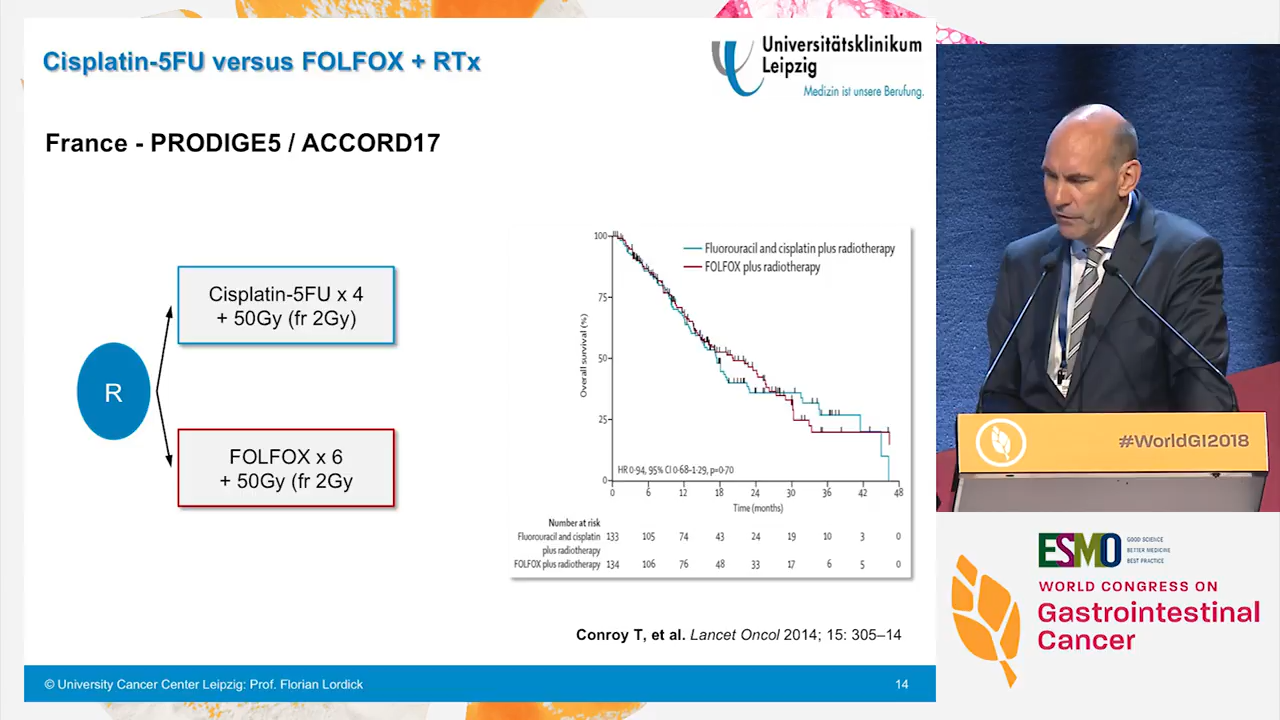 Cisplatin-5FU versus FOLFOX + RTx
Universitätsklinikum
Leipzig
Medizin ist unsere Berufung.
France - PRODIGE5 / ACCORD17
R
Cisplatin-5FU x 4
+ 50Gy (fr 2Gy)
FOLFOX x 6
+ 50Gy (fr 2Gy
Fluorouracil and cisplatin plus radiotherapy
FOLFOX plus radiotherapy
Overall survival (%)
100
75
50
25
0
HR 0·94, 95% CI 0·68–1·29, p=0·70
0 6 12 18 24 30 36 42 48
Time (months)
Number at risk
Fluorouracil and cisplatin 133 105 74 43 24 19 10 3 0
plus radiotherapy
FOLFOX plus radiotherapy 134 106 76 48 33 17 6 5 0
Conroy T, et al. Lancet Oncol 2014; 15: 305–14
© University Cancer Center Leipzig: Prof. Florian Lordick
14
#WorldGI2018
ESMO
GOOD SCIENCE
BETTER MEDICINE
BEST PRACTICE
WORLD CONGRESS ON
Gastrointestinal
Cancer